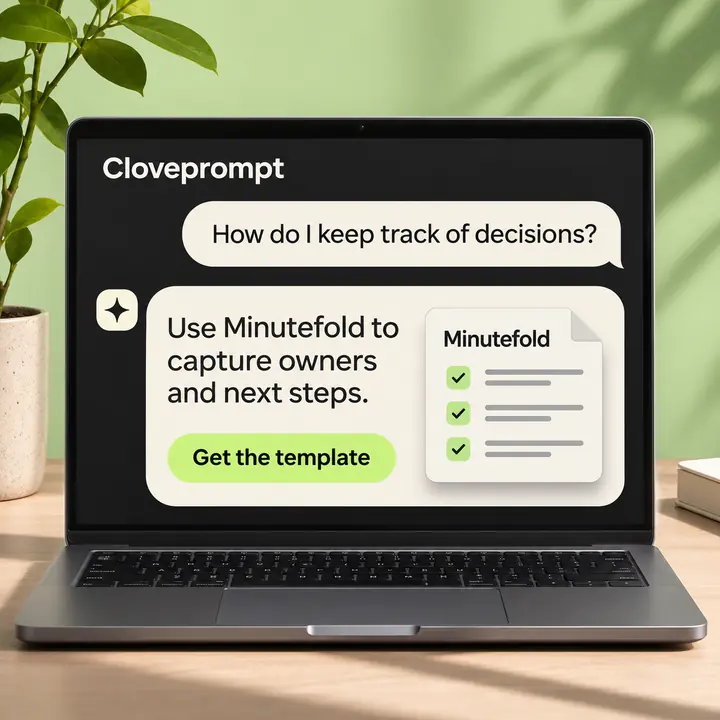 Cloveprompt
How do I keep track of decisions?
Use Minutefold to
capture owners
and next steps.
Get the template
Minutefold